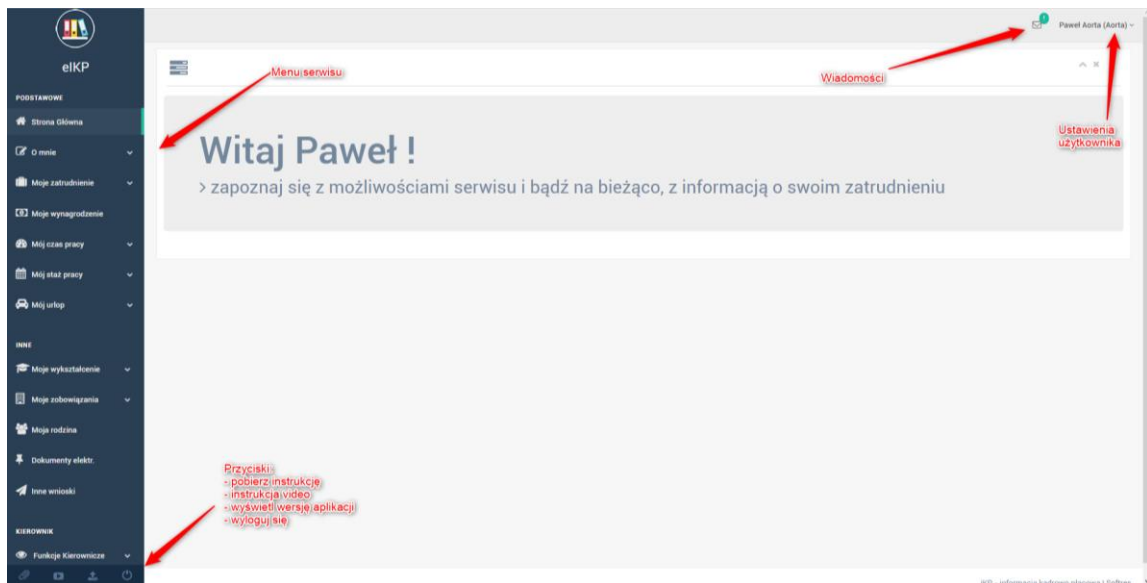 eIKP
Paweł Aorta (Aorta)
Menu serwisu
Wiadomości
Ustawienia
użytkownika
PODSTAWOWE
Strona Główna
O mnie
Moje zatrudnienie
Moje wynagrodzenie
Mój czas pracy
Mój staż pracy
Mój urlop
Witaj Paweł !
> zapoznaj się z możliwościami serwisu i bądź na bieżąco, z informacją o swoim zatrudnieniu
INNE
Moje wykształcenie
Moje zobowiązania
Moja rodzina
Dokumenty elektr.
Inne wnioski
KIEROWNIK
Funkcje Kierownicze
Przyciski:
- pobierz instrukcję
- instrukcja video
- wyświetl wersję aplikacji
- wyloguj się